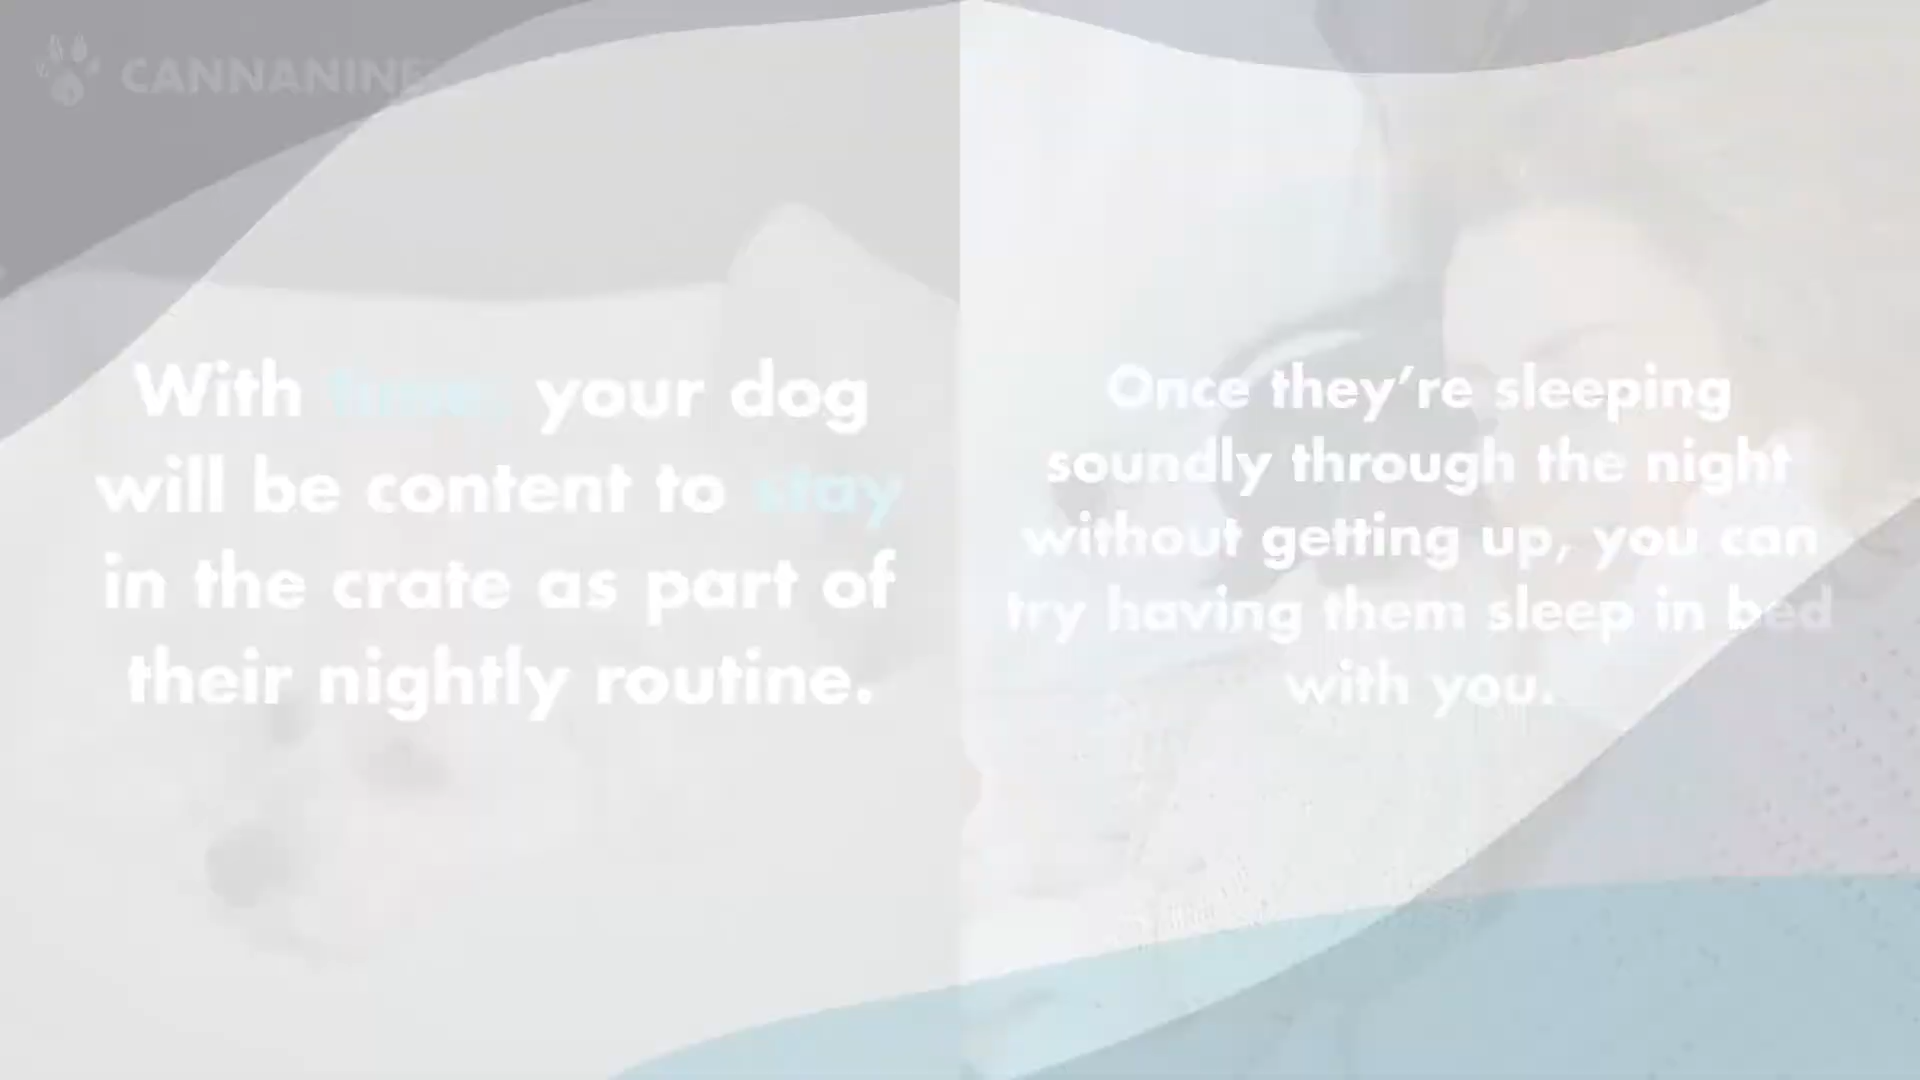 CANNANINE
With time, your dog
will be content to stay
in the crate as part of
their nightly routine.
Once they’re sleeping
soundly through the night
without getting up, you can
try having them sleep in bed
with you.